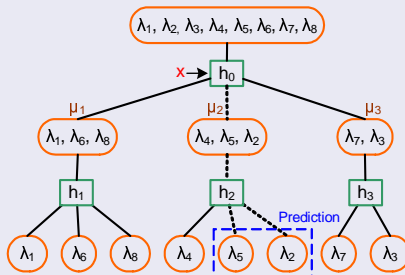 λ1, λ2, λ3, λ4, λ5, λ6, λ7, λ8
x h0
μ1 μ2 μ3
λ1, λ6, λ8 λ4, λ5, λ2 λ7, λ3
h1 h2 h3
Prediction
λ1 λ6 λ8 λ4 λ5 λ2 λ7 λ3